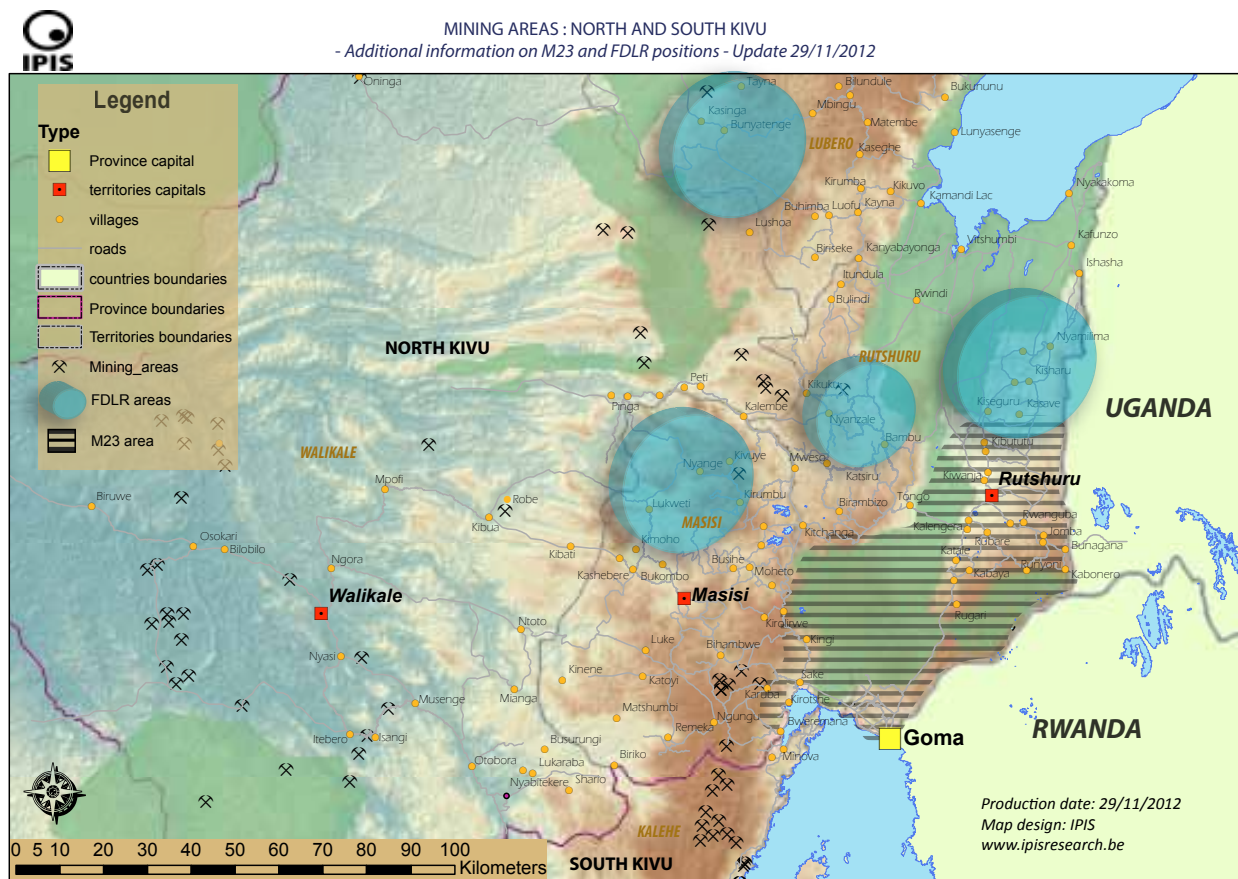 IPIS
MINING AREAS : NORTH AND SOUTH KIVU
- Additional information on M23 and FDLR positions - Update 29/11/2012
Legend
Type
Province capital
territories capitals
villages
roads
countries boundaries
Province boundaries
Territories boundaries
Mining_areas
FDLR areas
M23 area
Oninga
Tayna
Bilundule
Bukununu
Kasinga
Mbingu
Bunyatenge
Matembe
Lunyasenge
LUBERO
Kaseghe
Kirumba
Kikuvo
Nyakakoma
Kamandi Lac
Buhimba
Luofu
Kayna
Lushoa
Vitshumbi
Kafunzo
Biriseke
Kanyabayonga
Ishasha
Itundula
Bulindi
Rwindi
NORTH KIVU
RUTSHURU
Nyamilima
Peti
Kikuku
Kisharu
Pinga
Kalembe
Nyanzale
Kiseguru
Kasave
UGANDA
WALIKALE
Bambu
Kibututu
Nyange
Kivuye
Mweso
Katsiru
Kiwanja
Rutshuru
Mpofi
Biruwe
Robe
Lukweti
Kirumbu
Birambizo
Tongo
Kibua
MASISI
Kitchanga
Kalengera
Rwanguba
Osokari
Bilobilo
Kibati
Kimoho
Rubare
Jomba
Bunagana
Ngora
Kashebere
Bukombo
Busihe
Moheto
Katale
Kabaya
Runyoni
Kabonero
Walikale
Masisi
Kirolirwe
Rugari
Ntoto
Luke
Bihambwe
Kingi
Nyasi
Kinene
Katoyi
Sake
Mianga
Karuba
Kirotshe
Musenge
Matshumbi
Ngungu
Bweremana
RWANDA
Itebero
Isangi
Remeka
Goma
Busurungi
Minova
Otobora
Lukaraba
Biriko
Nyabitekere
Shario
KALEHE
SOUTH KIVU
Production date: 29/11/2012
Map design: IPIS
www.ipisresearch.be
0 5 10 20 30 40 50 60 70 80 90 100
Kilometers